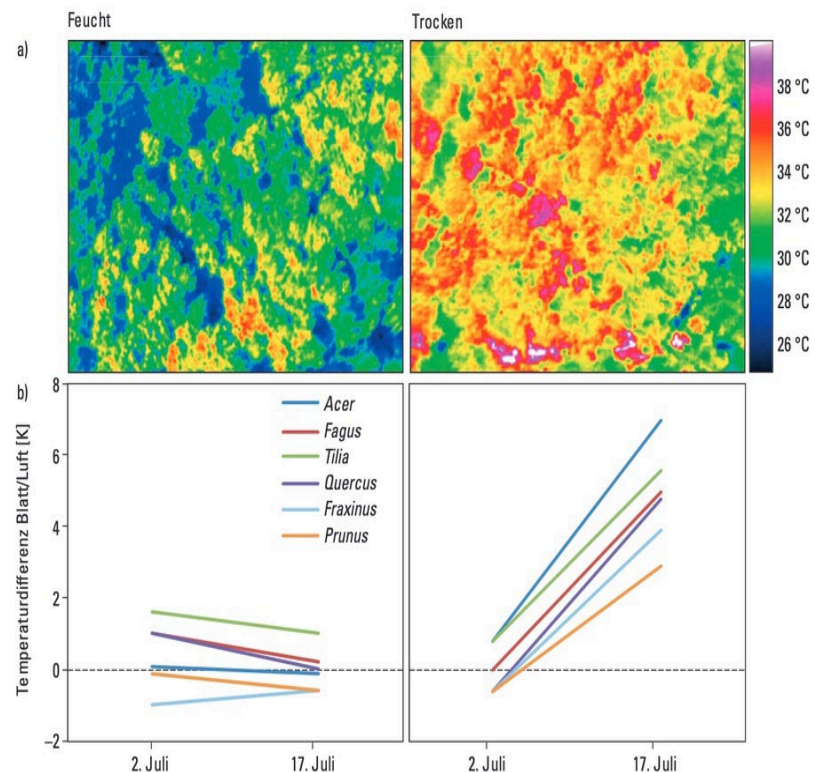 Feucht
Trocken
a)
38 °C
36 °C
34 °C
32 °C
30 °C
28 °C
26 °C
b)
Temperaturdifferenz Blatt/Luft [K]
8
6
4
2
0
–2
Acer
Fagus
Tilia
Quercus
Fraxinus
Prunus
2. Juli
17. Juli
2. Juli
17. Juli